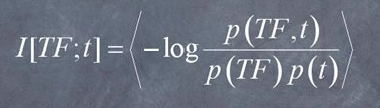 I[TF;t] = ⟨ -log p(TF,t) / p(TF) p(t) ⟩